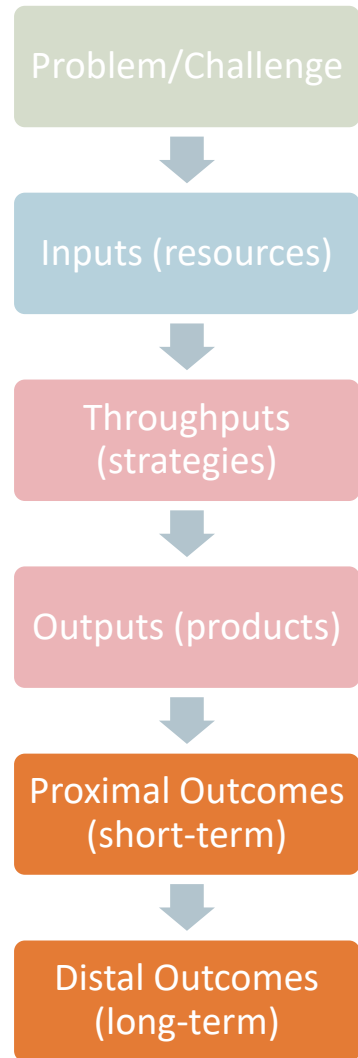 Problem/Challenge
Inputs (resources)
Throughputs
(strategies)
Outputs (products)
Proximal Outcomes
(short-term)
Distal Outcomes
(long-term)